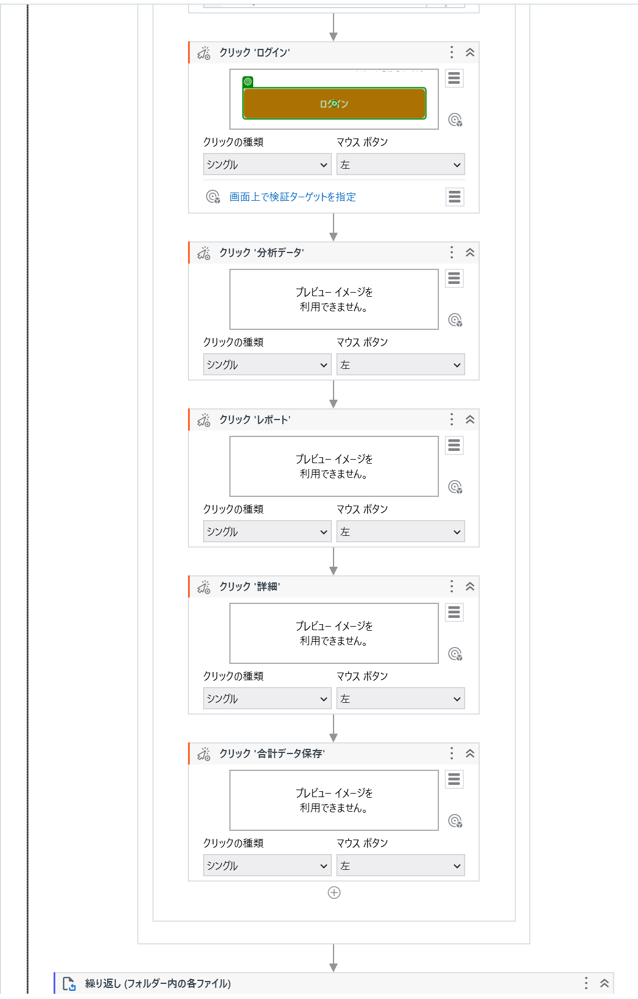 クリック 'ログイン'
ログイン
クリックの種類
マウス ボタン
シングル
左
画面上で検証ターゲットを指定
クリック '分析データ'
プレビュー イメージを
利用できません。
クリックの種類
マウス ボタン
シングル
左
クリック 'レポート'
プレビュー イメージを
利用できません。
クリックの種類
マウス ボタン
シングル
左
クリック '詳細'
プレビュー イメージを
利用できません。
クリックの種類
マウス ボタン
シングル
左
クリック '合計データ保存'
プレビュー イメージを
利用できません。
クリックの種類
マウス ボタン
シングル
左
繰り返し (フォルダー内の各ファイル)